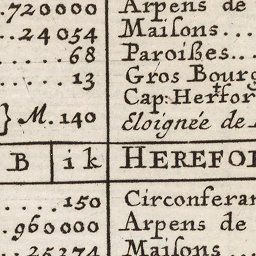 ..720000 Arpens de
..24054 Maisons...
......68 Paroisses...
......13 Gros Bourg
} M. 140 Cap: Herfor
Eloignée de
B i k HEREFO
.....150 Circonferan
..960000 Arpens de
..25274 Maisons...